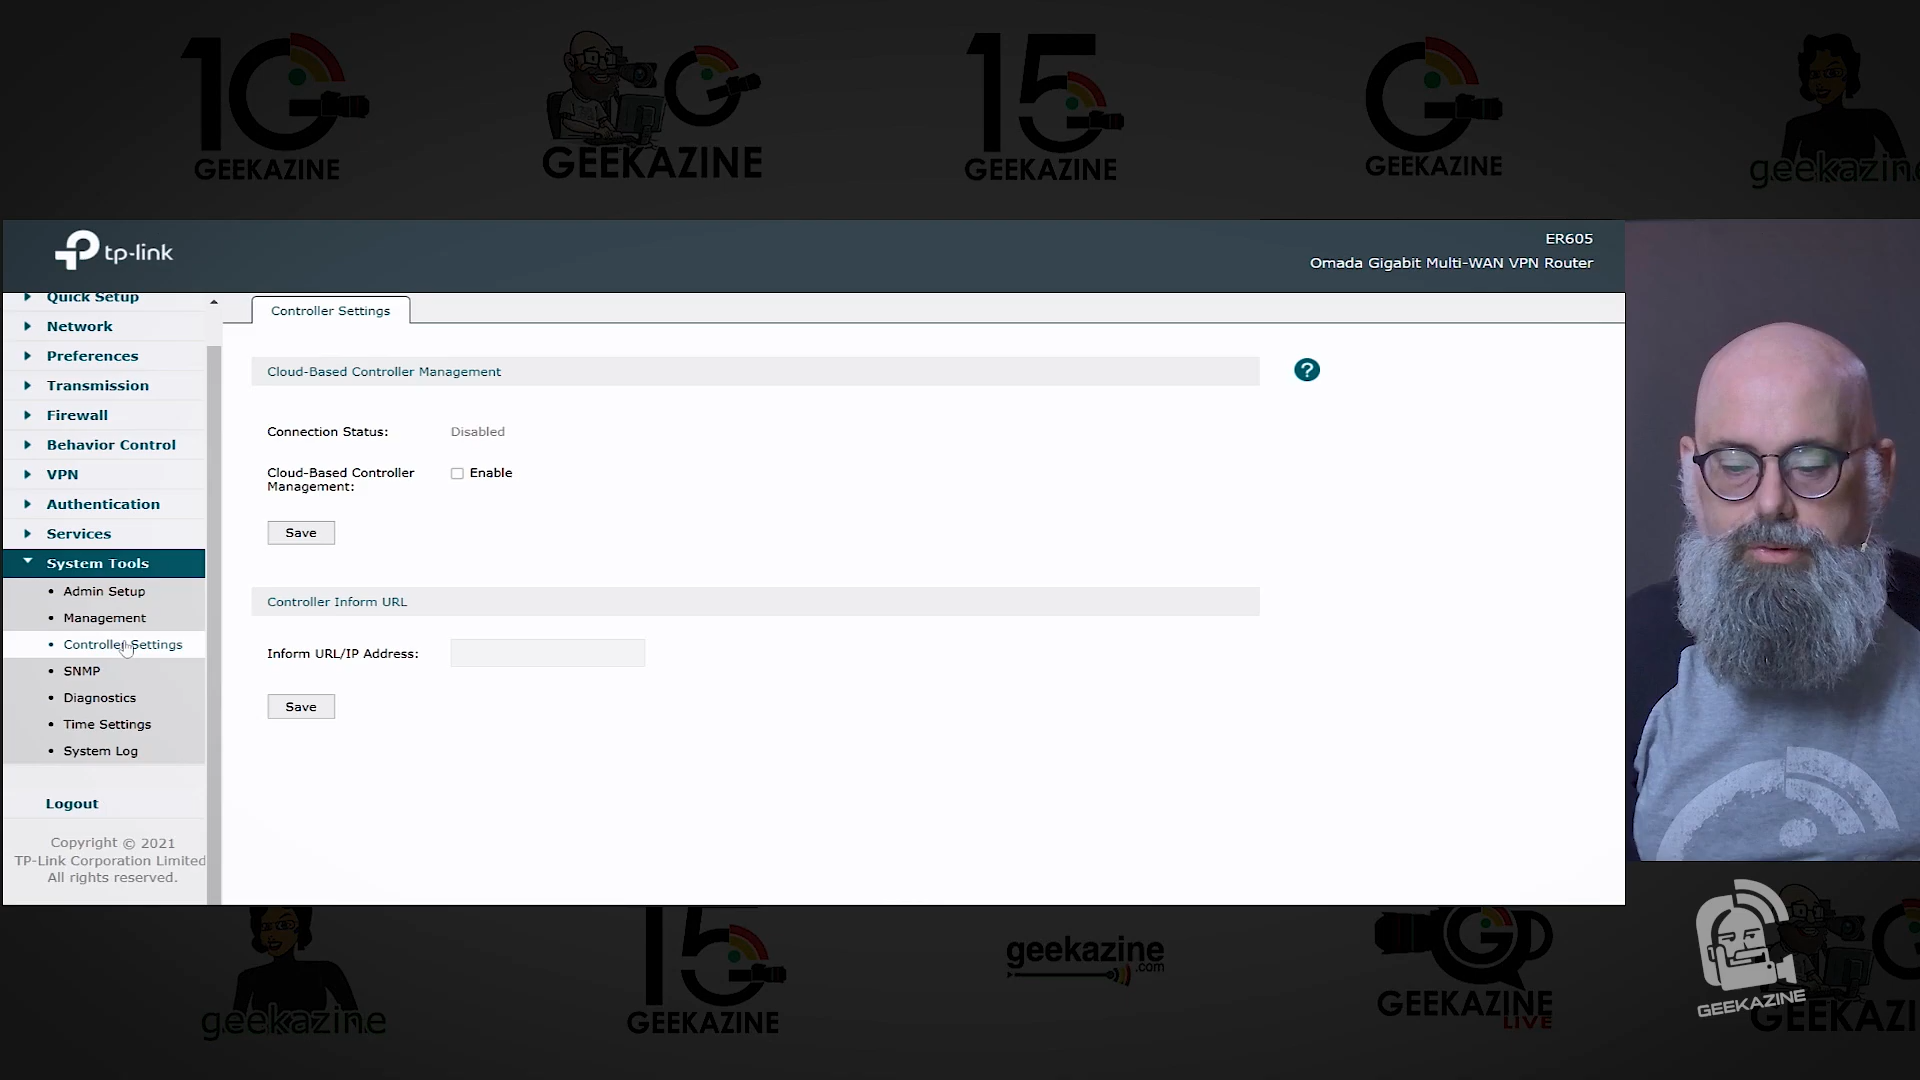 10
GEEKAZINE
GEEKAZINE
15
GEEKAZINE
GEEKAZINE
geekazine
tp-link
ER605
Omada Gigabit Multi-WAN VPN Router
Quick Setup
Network
Preferences
Transmission
Firewall
Behavior Control
VPN
Authentication
Services
System Tools
Admin Setup
Management
Controller Settings
SNMP
Diagnostics
Time Settings
System Log
Logout
Copyright © 2021
TP-Link Corporation Limited
All rights reserved.
Controller Settings
Cloud-Based Controller Management
?
Connection Status: Disabled
Cloud-Based Controller
Management:
Enable
Save
Controller Inform URL
Inform URL/IP Address:
Save
geekazine
15
GEEKAZINE
geekazine
.com
GEEKAZINE
LIVE
GEEKAZINE
GEEKAZI